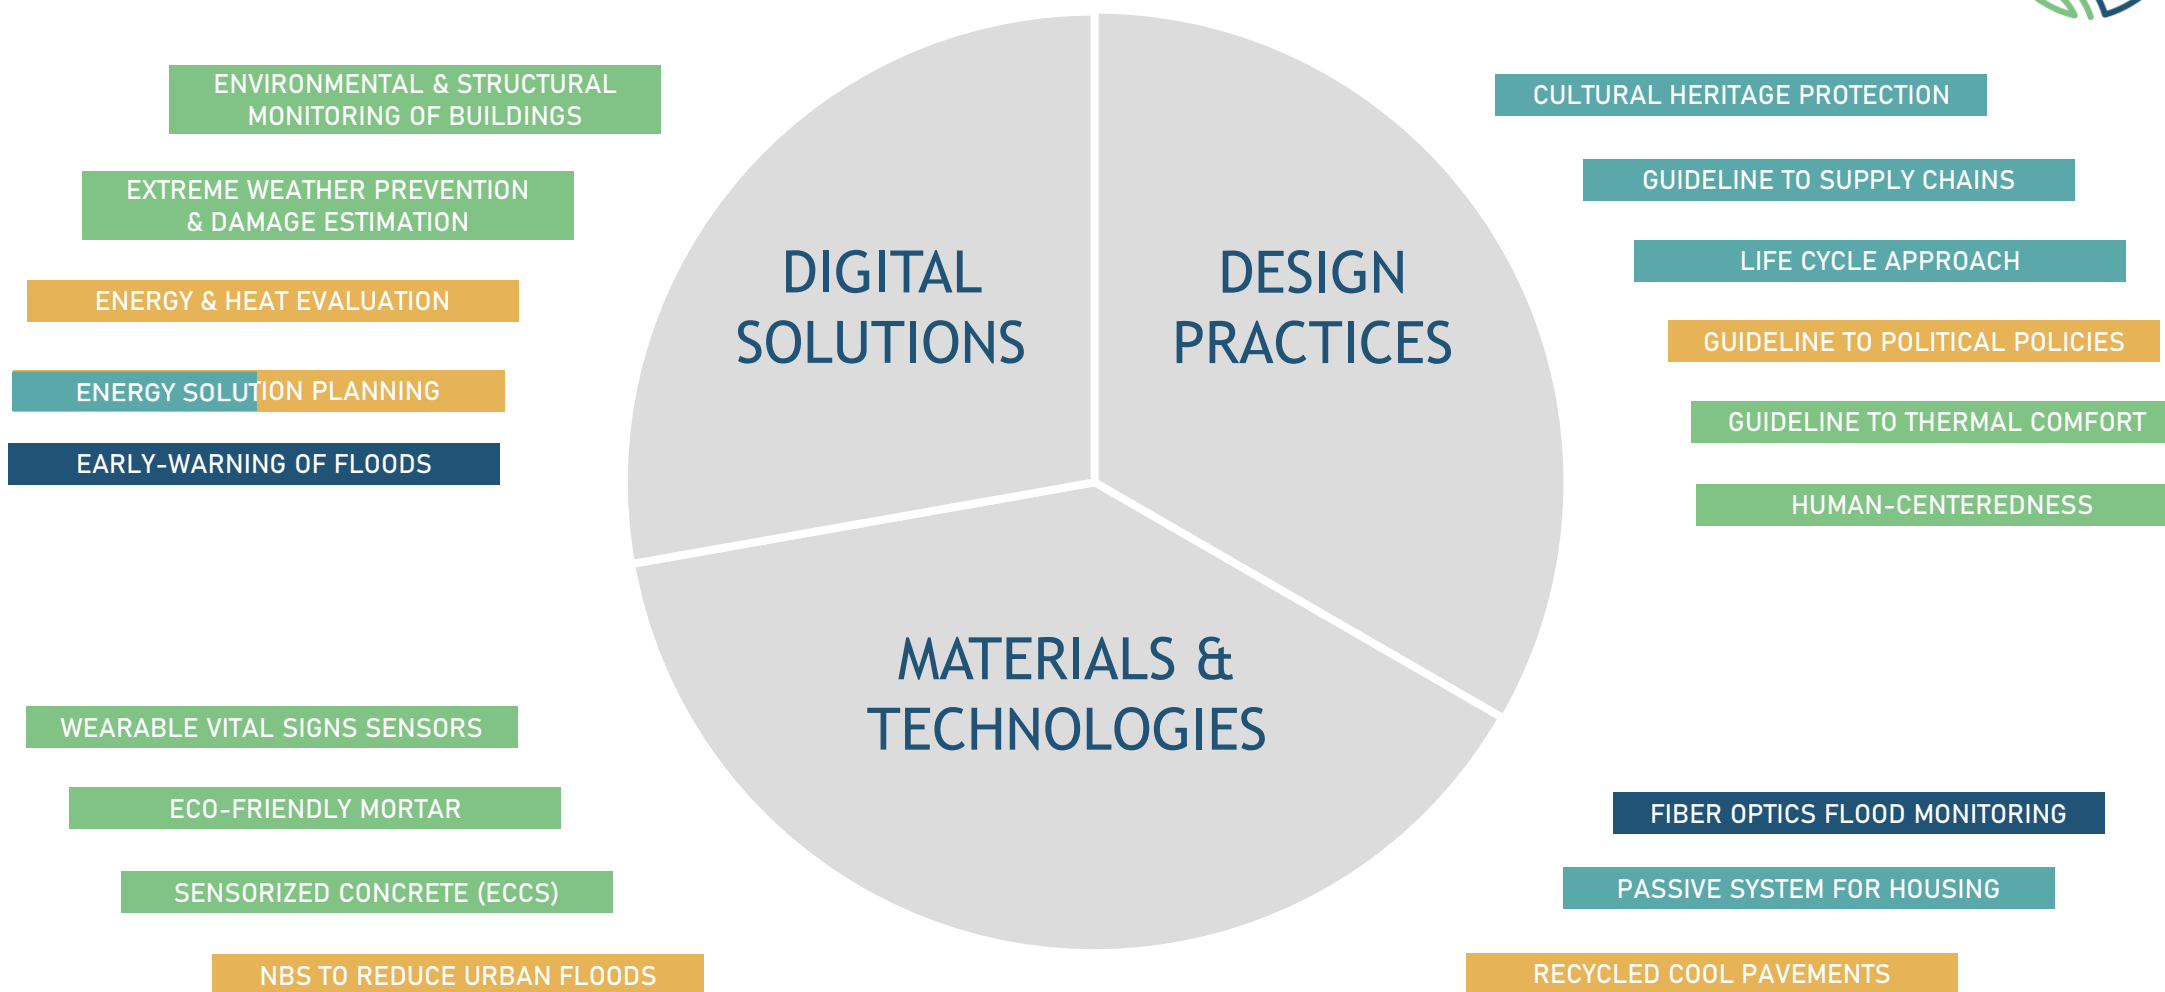 ENVIRONMENTAL & STRUCTURAL
MONITORING OF BUILDINGS
EXTREME WEATHER PREVENTION
& DAMAGE ESTIMATION
ENERGY & HEAT EVALUATION
ENERGY SOLUTION PLANNING
EARLY-WARNING OF FLOODS
DIGITAL
SOLUTIONS
DESIGN
PRACTICES
CULTURAL HERITAGE PROTECTION
GUIDELINE TO SUPPLY CHAINS
LIFE CYCLE APPROACH
GUIDELINE TO POLITICAL POLICIES
GUIDELINE TO THERMAL COMFORT
HUMAN-CENTEREDNESS
MATERIALS &
TECHNOLOGIES
WEARABLE VITAL SIGNS SENSORS
ECO-FRIENDLY MORTAR
SENSORIZED CONCRETE (ECCS)
NBS TO REDUCE URBAN FLOODS
FIBER OPTICS FLOOD MONITORING
PASSIVE SYSTEM FOR HOUSING
RECYCLED COOL PAVEMENTS